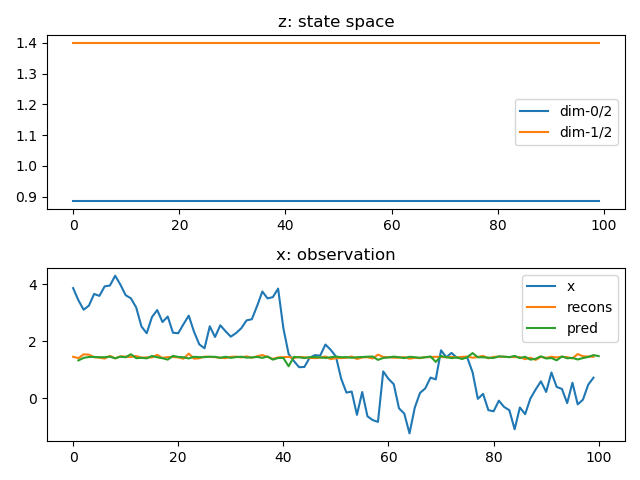 z: state space
1.4
1.3
1.2
1.1
1.0
0.9
dim-0/2
dim-1/2
0 20 40 60 80 100
x: observation
4
2
0
x
recons
pred
0 20 40 60 80 100